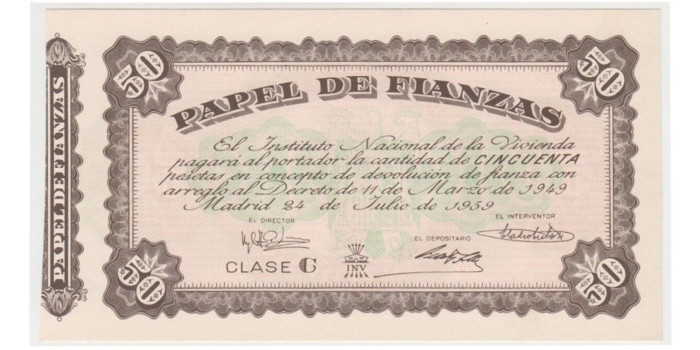 50
50
PAPEL DE FIANZAS
PAPEL DE FIANZAS
El Instituto Nacional de la Vivienda
pagará al portador la cantidad de CINCUENTA
pesetas en concepto de devolución de fianza con
arreglo al Decreto de 11 de Marzo de 1949
Madrid 24 de Julio de 1959
EL DIRECTOR
EL INTERVENTOR
EL DEPOSITARIO
CLASE C
INV
50
50